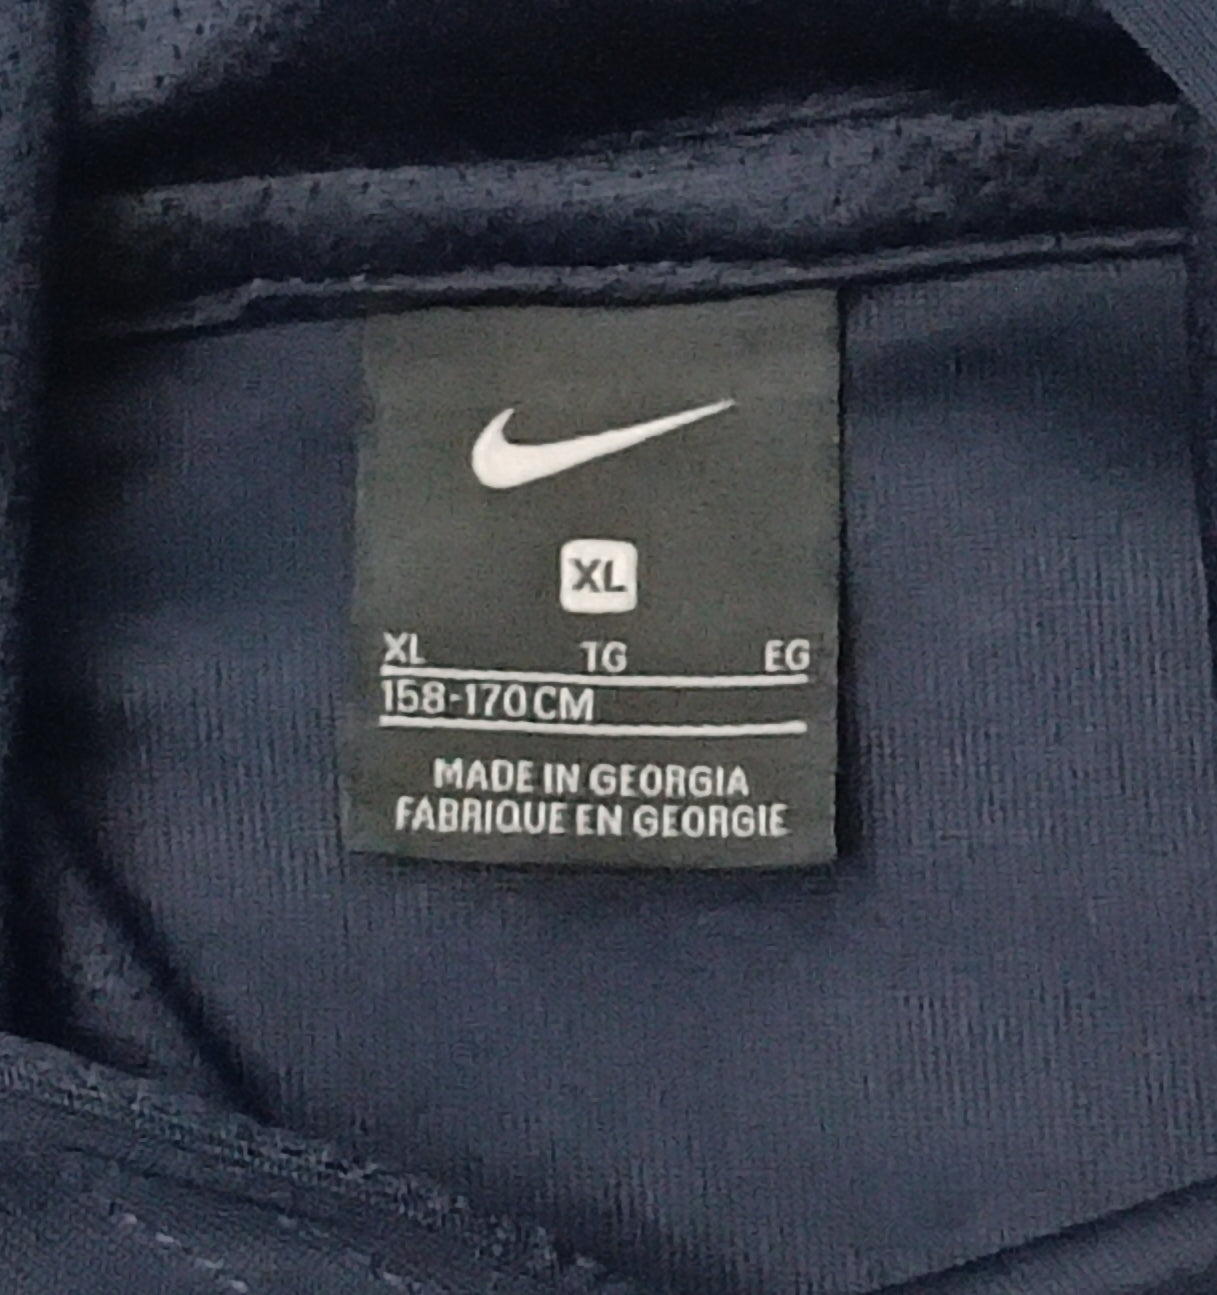 XL
XL TG EG
158-170CM
MADE IN GEORGIA
FABRIQUE EN GEORGIE